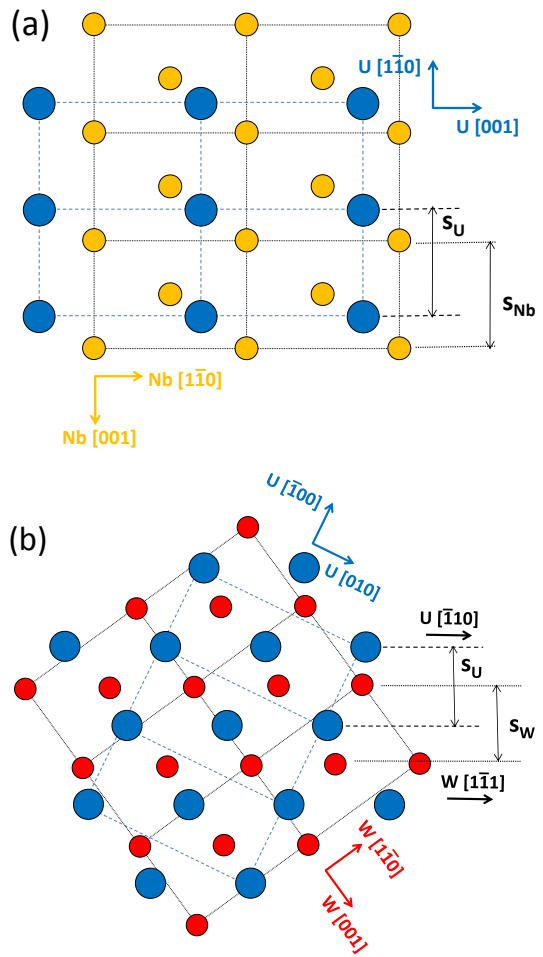 (a)
U [11̅0]
U [001]
S_U
S_Nb
Nb [11̅0]
Nb [001]
(b)
U [1̅00]
U [010]
U [1̅10]
S_U
S_W
W [11̅1]
W [11̅0]
W [001]